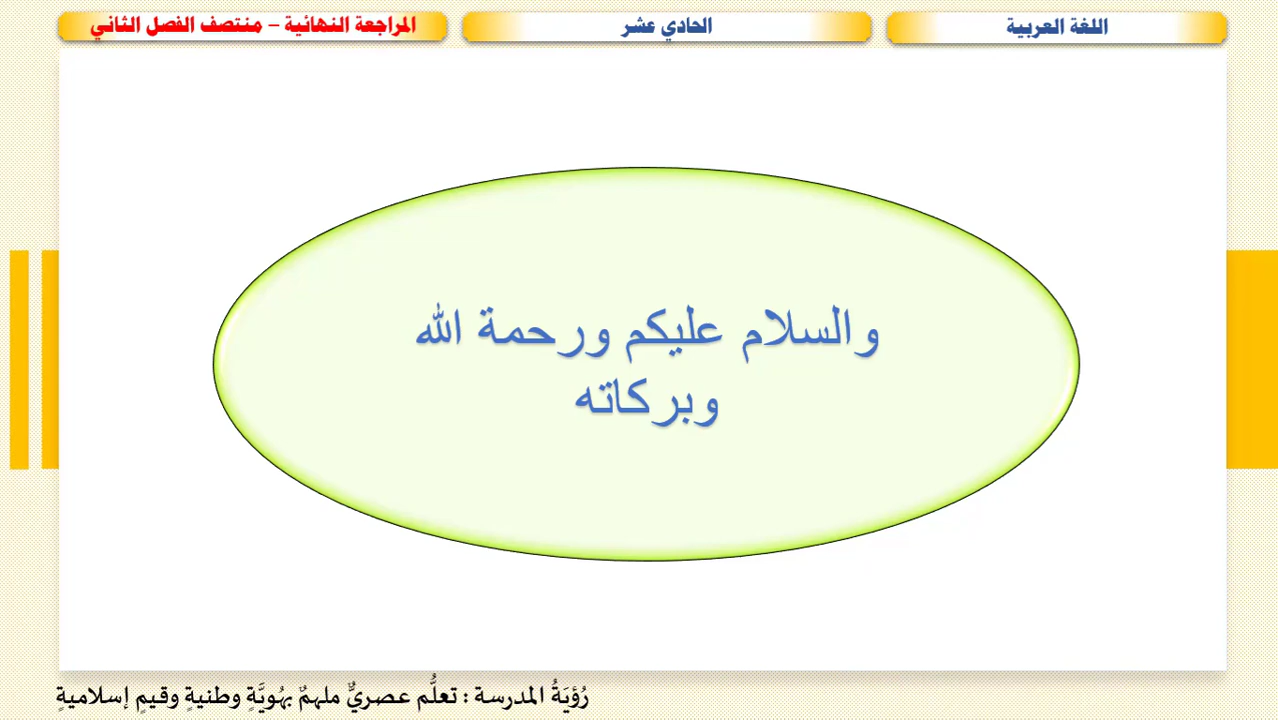 اللغة العربية
الحادي عشر
المراجعة النهائية – منتصف الفصل الثاني
والسلام عليكم ورحمة الله
وبركاته
رُؤيَةُ المدرسة : تعلُّم عصريٌّ ملهمٌ بهُويَّةٍ وطنيةٍ وقيمٍ إسلاميةٍ